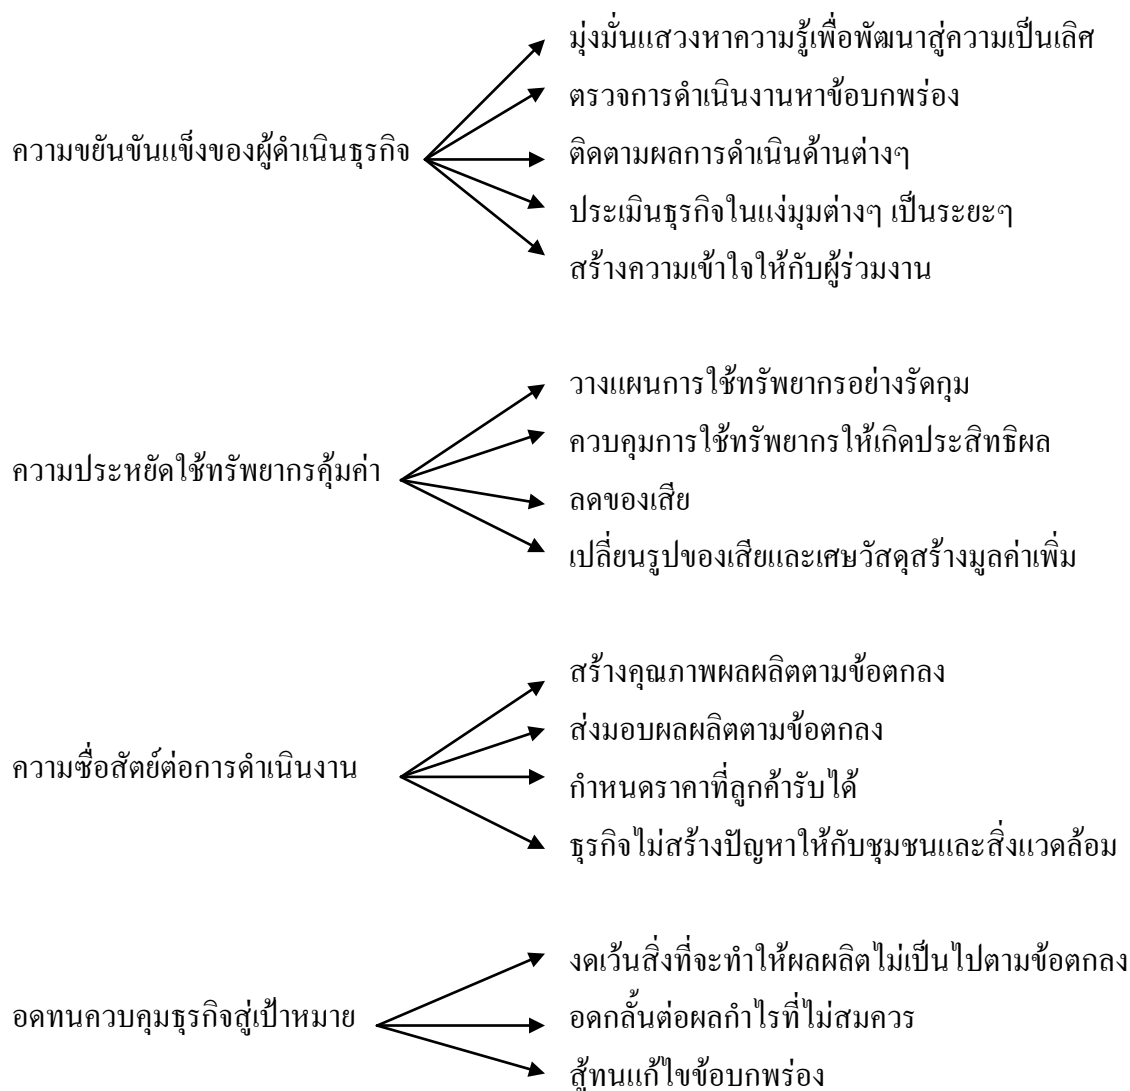 ความขยันขันแข็งของผู้ดำเนินธุรกิจ
มุ่งมั่นแสวงหาความรู้เพื่อพัฒนาสู่ความเป็นเลิศ
ตรวจการดำเนินงานหาข้อบกพร่อง
ติดตามผลการดำเนินด้านต่างๆ
ประเมินธุรกิจในแง่มุมต่างๆ เป็นระยะๆ
สร้างความเข้าใจให้กับผู้ร่วมงาน
ความประหยัดใช้ทรัพยากรคุ้มค่า
วางแผนการใช้ทรัพยากรอย่างรัดกุม
ควบคุมการใช้ทรัพยากรให้เกิดประสิทธิผล
ลดของเสีย
เปลี่ยนรูปของเสียและเศษวัสดุสร้างมูลค่าเพิ่ม
ความซื่อสัตย์ต่อการดำเนินงาน
สร้างคุณภาพผลผลิตตามข้อตกลง
ส่งมอบผลผลิตตามข้อตกลง
กำหนดราคาที่ลูกค้ารับได้
ธุรกิจไม่สร้างปัญหาให้กับชุมชนและสิ่งแวดล้อม
อดทนควบคุมธุรกิจสู่เป้าหมาย
งดเว้นสิ่งที่จะทำให้ผลผลิตไม่เป็นไปตามข้อตกลง
อดกลั้นต่อผลกำไรที่ไม่สมควร
สู้ทนแก้ไขข้อบกพร่อง